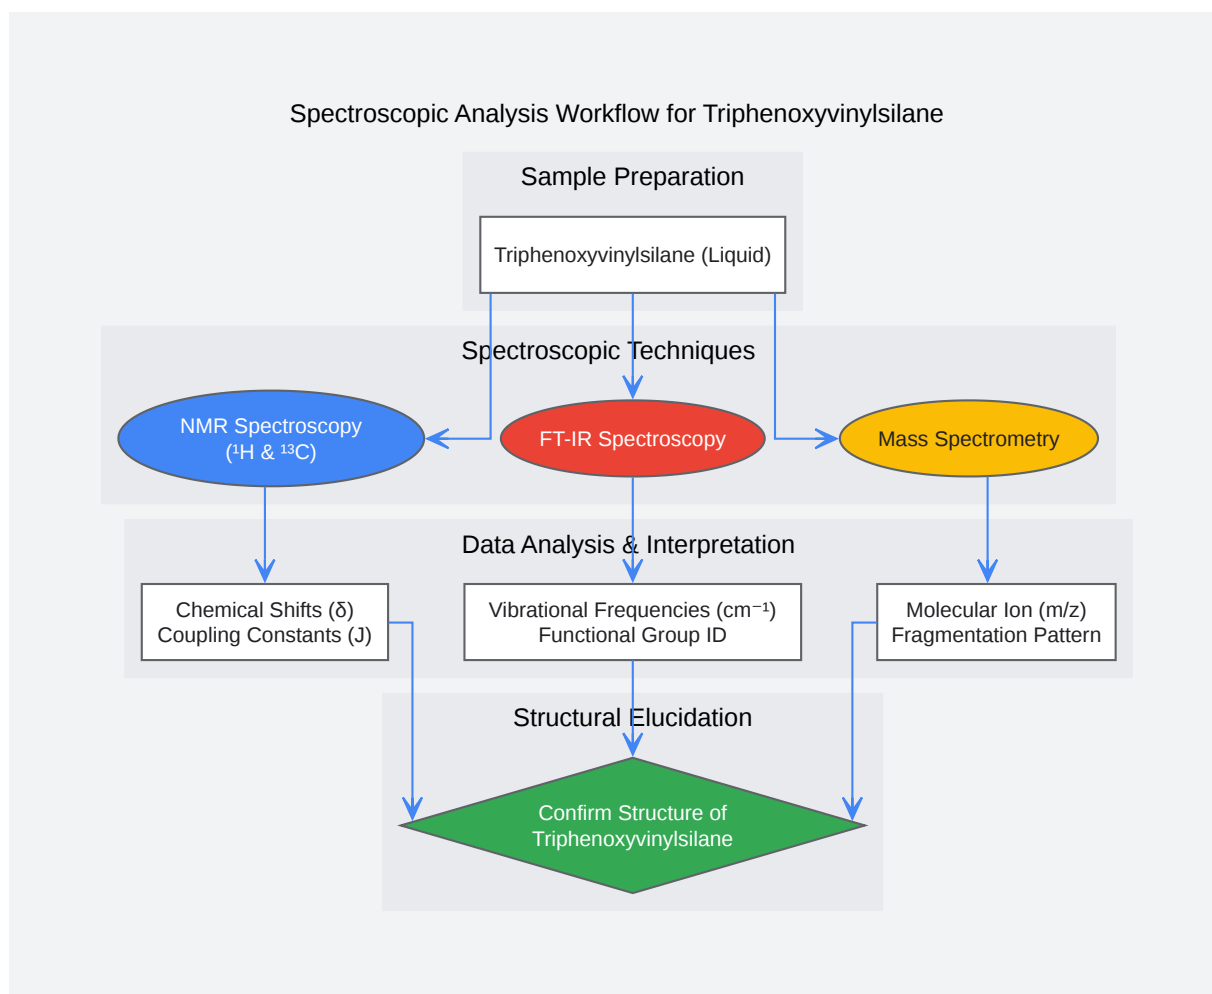 Spectroscopic Analysis Workflow for Triphenoxyvinylsilane
Sample Preparation
Triphenoxyvinylsilane (Liquid)
Spectroscopic Techniques
NMR Spectroscopy
(¹H & ¹³C)
FT-IR Spectroscopy
Mass Spectrometry
Data Analysis & Interpretation
Chemical Shifts (δ)
Coupling Constants (J)
Vibrational Frequencies (cm⁻¹)
Functional Group ID
Molecular Ion (m/z)
Fragmentation Pattern
Structural Elucidation
Confirm Structure of
Triphenoxyvinylsilane